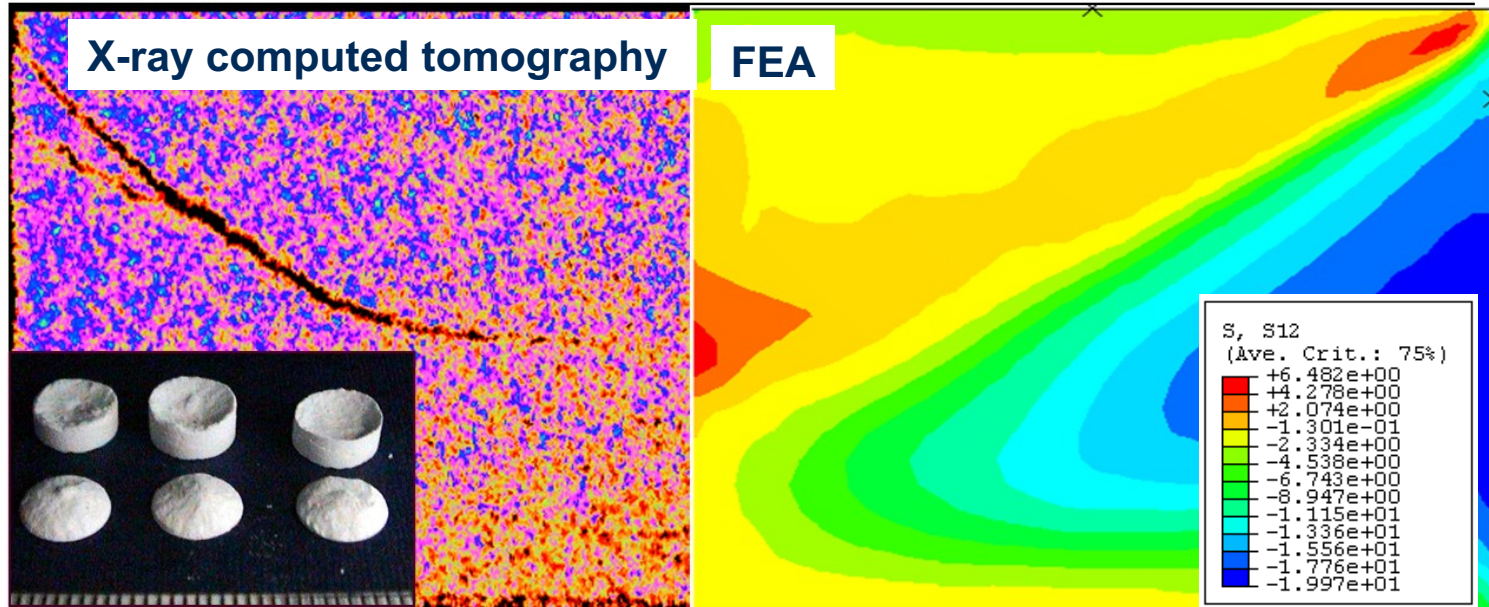 X-ray computed tomography
FEA
S, S12
(Ave. Crit.: 75%)
+6.482e+00
+4.278e+00
+2.074e+00
-1.301e-01
-2.334e+00
-4.538e+00
-6.743e+00
-8.947e+00
-1.115e+01
-1.336e+01
-1.556e+01
-1.776e+01
-1.997e+01